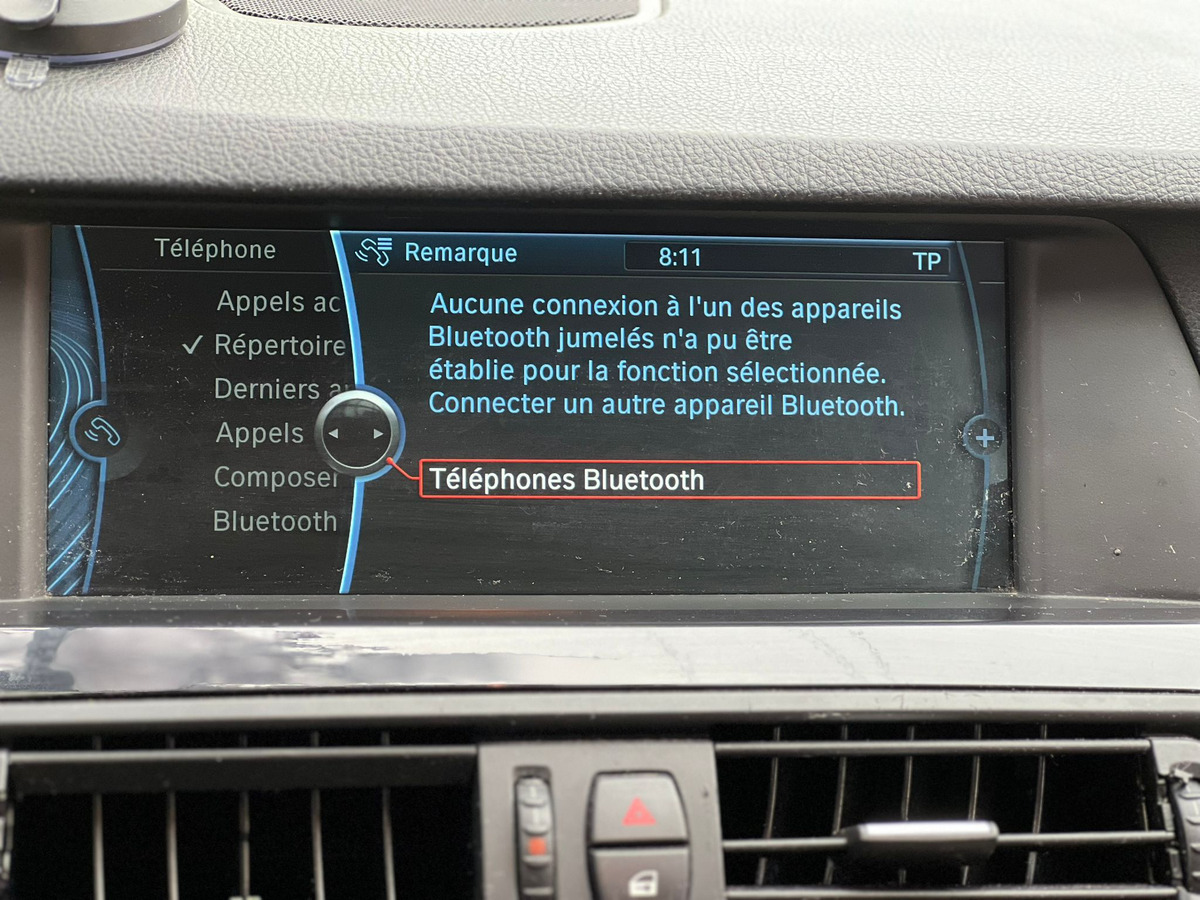 Téléphone
Appels ac
✓ Répertoire
Derniers a
Appels
Composer
Bluetooth
Remarque
8:11
TP
Aucune connexion à l'un des appareils
Bluetooth jumelés n'a pu être
établie pour la fonction sélectionnée.
Connecter un autre appareil Bluetooth.
Téléphones Bluetooth